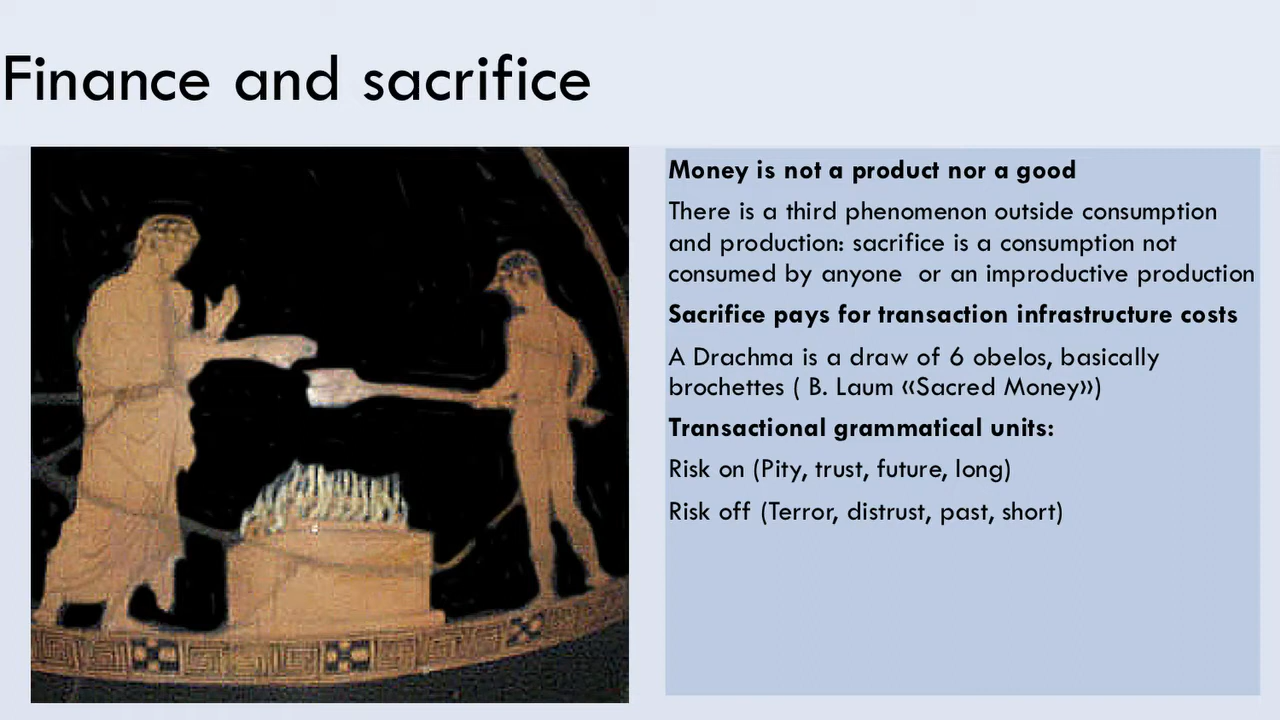 Finance and sacrifice
Money is not a product nor a good
There is a third phenomenon outside consumption
and production: sacrifice is a consumption not
consumed by anyone  or an improductive production
Sacrifice pays for transaction infrastructure costs
A Drachma is a draw of 6 obelos, basically
brochettes ( B. Laum «Sacred Money»)
Transactional grammatical units:
Risk on (Pity, trust, future, long)
Risk off (Terror, distrust, past, short)